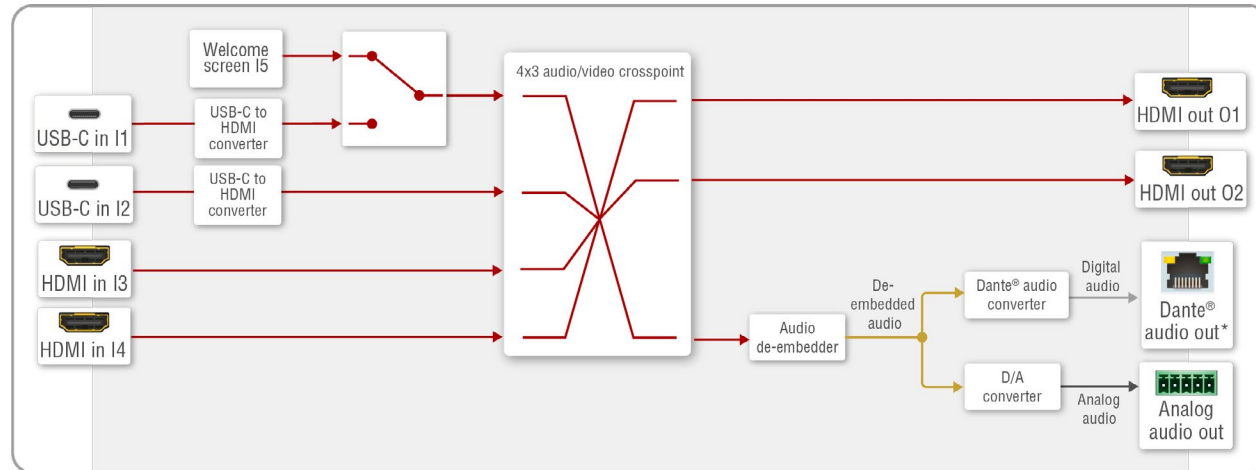 Welcome
screen I5
4x3 audio/video crosspoint
USB-C in I1
USB-C to
HDMI
converter
HDMI out O1
USB-C in I2
USB-C to
HDMI
converter
HDMI out O2
HDMI in I3
HDMI in I4
Audio
de-embedder
De-
embedded
audio
Dante® audio
converter
Digital
audio
Dante®
audio out*
D/A
converter
Analog
audio
Analog
audio out